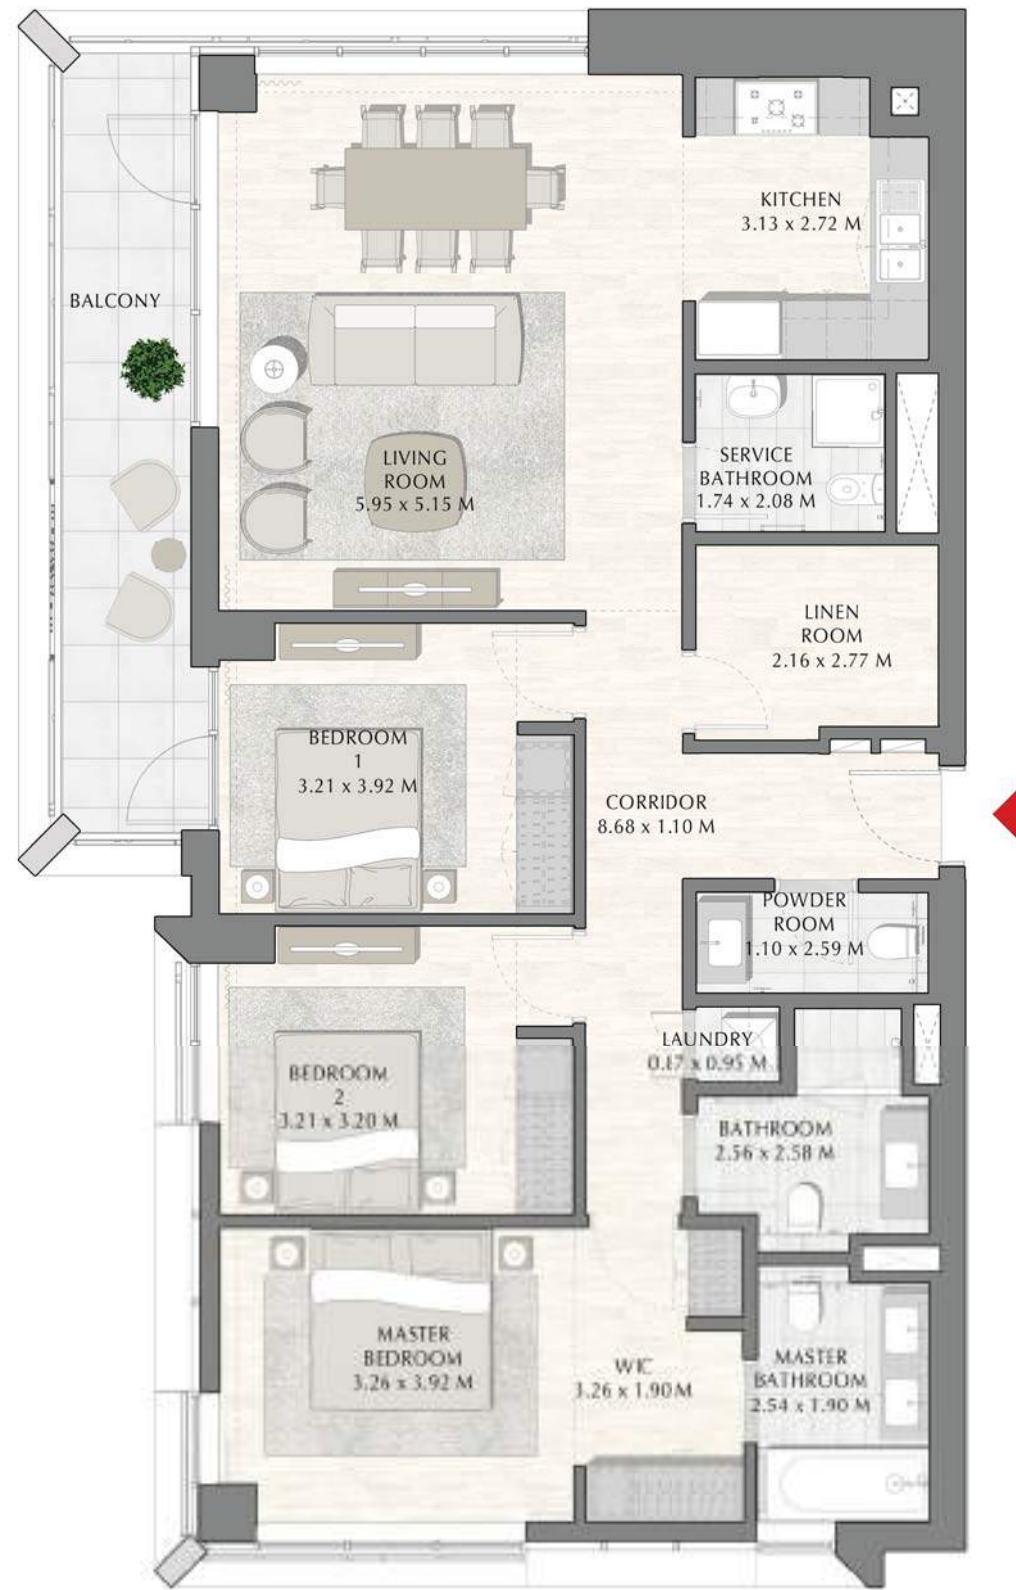 KITCHEN
3.13 x 2.72 M
BALCONY
LIVING
ROOM
5.95 x 5.15 M
SERVICE
BATHROOM
1.74 x 2.08 M
LINEN
ROOM
2.16 x 2.77 M
BEDROOM
1
3.21 x 3.92 M
CORRIDOR
8.68 x 1.10 M
POWDER
ROOM
1.10 x 2.59 M
LAUNDRY
0.17 x 0.95 M
BEDROOM
2
3.21 x 3.20 M
BATHROOM
2.56 x 2.58 M
MASTER
BEDROOM
3.26 x 3.92 M
WIC
3.26 x 1.90 M
MASTER
BATHROOM
2.54 x 1.90 M